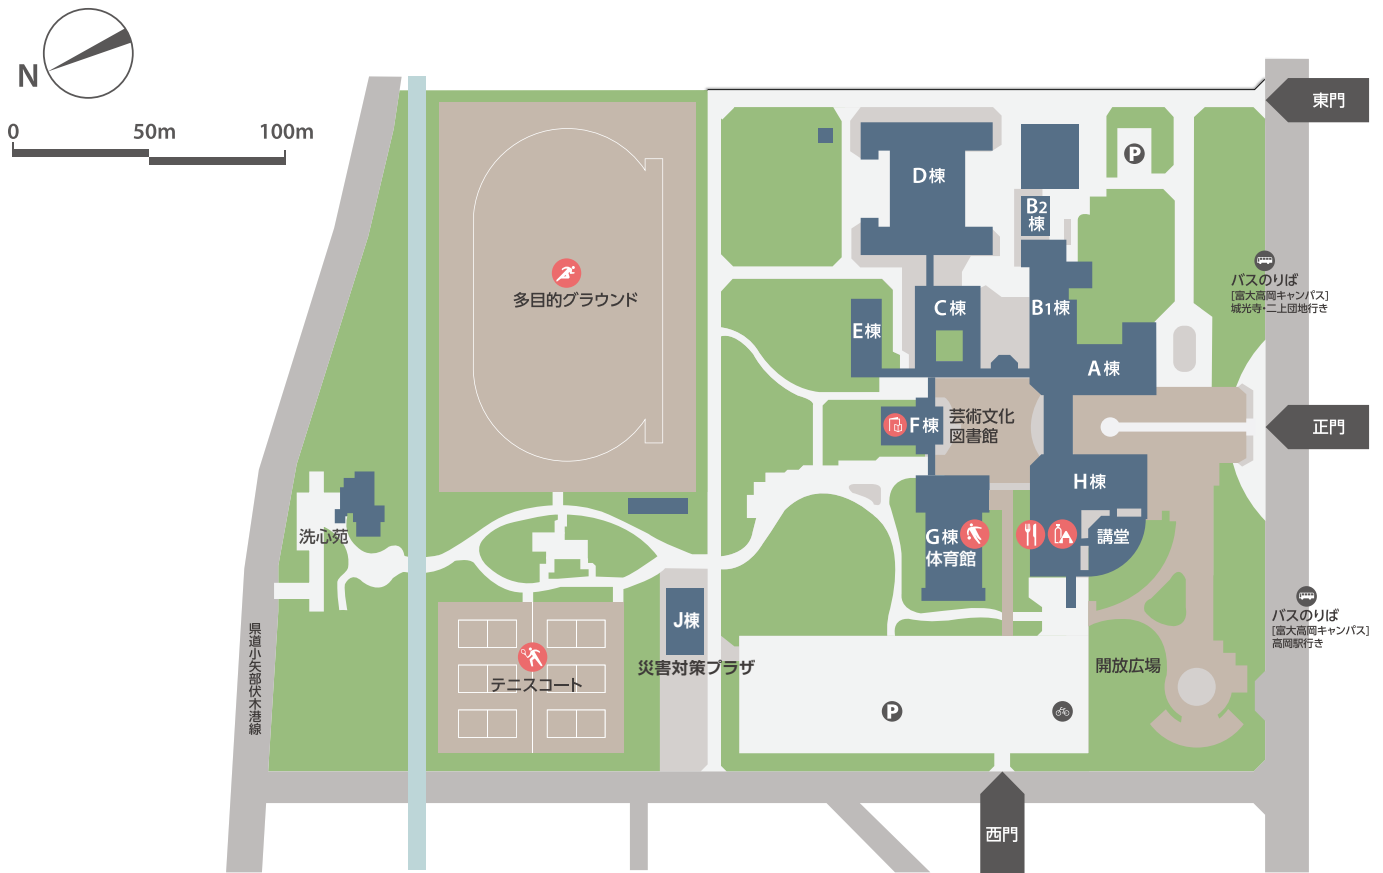 N
0 50m 100m
東門
P
D棟
B2
棟
バスのりば
[富大高岡キャンパス]
城光寺・二上団地行き
多目的グラウンド
C棟
B1棟
E棟
A棟
F棟
芸術文化
図書館
正門
H棟
洗心苑
G棟
体育館
講堂
バスのりば
[富大高岡キャンパス]
高岡駅行き
J棟
災害対策プラザ
県道小矢部伏木港線
テニスコート
開放広場
P
西門